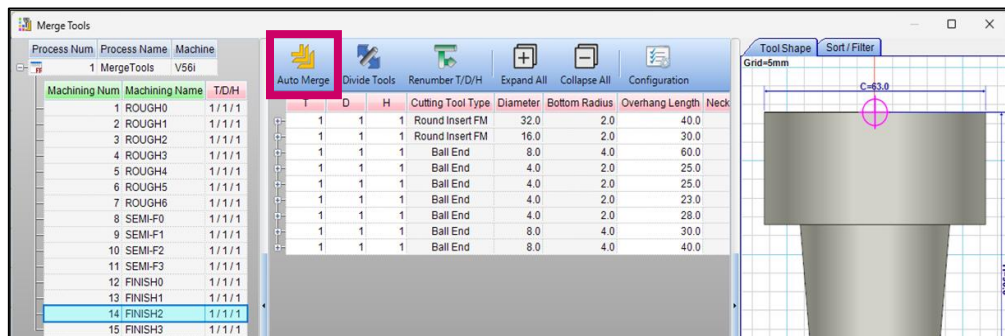 Merge Tools
Process Num Process Name Machine
1 MergeTools V56i
Machining Num Machining Name T/D/H
1 ROUGH0 1/1/1
2 ROUGH1 1/1/1
3 ROUGH2 1/1/1
4 ROUGH3 1/1/1
5 ROUGH4 1/1/1
6 ROUGH5 1/1/1
7 ROUGH6 1/1/1
8 SEMI-F0 1/1/1
9 SEMI-F1 1/1/1
10 SEMI-F2 1/1/1
11 SEMI-F3 1/1/1
12 FINISH0 1/1/1
13 FINISH1 1/1/1
14 FINISH2 1/1/1
15 FINISH3 1/1/1
Auto Merge Divide Tools Renumber T/D/H Expand All Collapse All Configuration
T D H Cutting Tool Type Diameter Bottom Radius Overhang Length Neck
1 1 1 Round Insert FM 32.0 2.0 40.0
1 1 1 Round Insert FM 16.0 2.0 30.0
1 1 1 Ball End 8.0 4.0 60.0
1 1 1 Ball End 4.0 2.0 25.0
1 1 1 Ball End 4.0 2.0 25.0
1 1 1 Ball End 4.0 2.0 23.0
1 1 1 Ball End 4.0 2.0 28.0
1 1 1 Ball End 8.0 4.0 30.0
1 1 1 Ball End 8.0 4.0 40.0
Tool Shape Sort / Filter
Grid=5mm
C=63.0